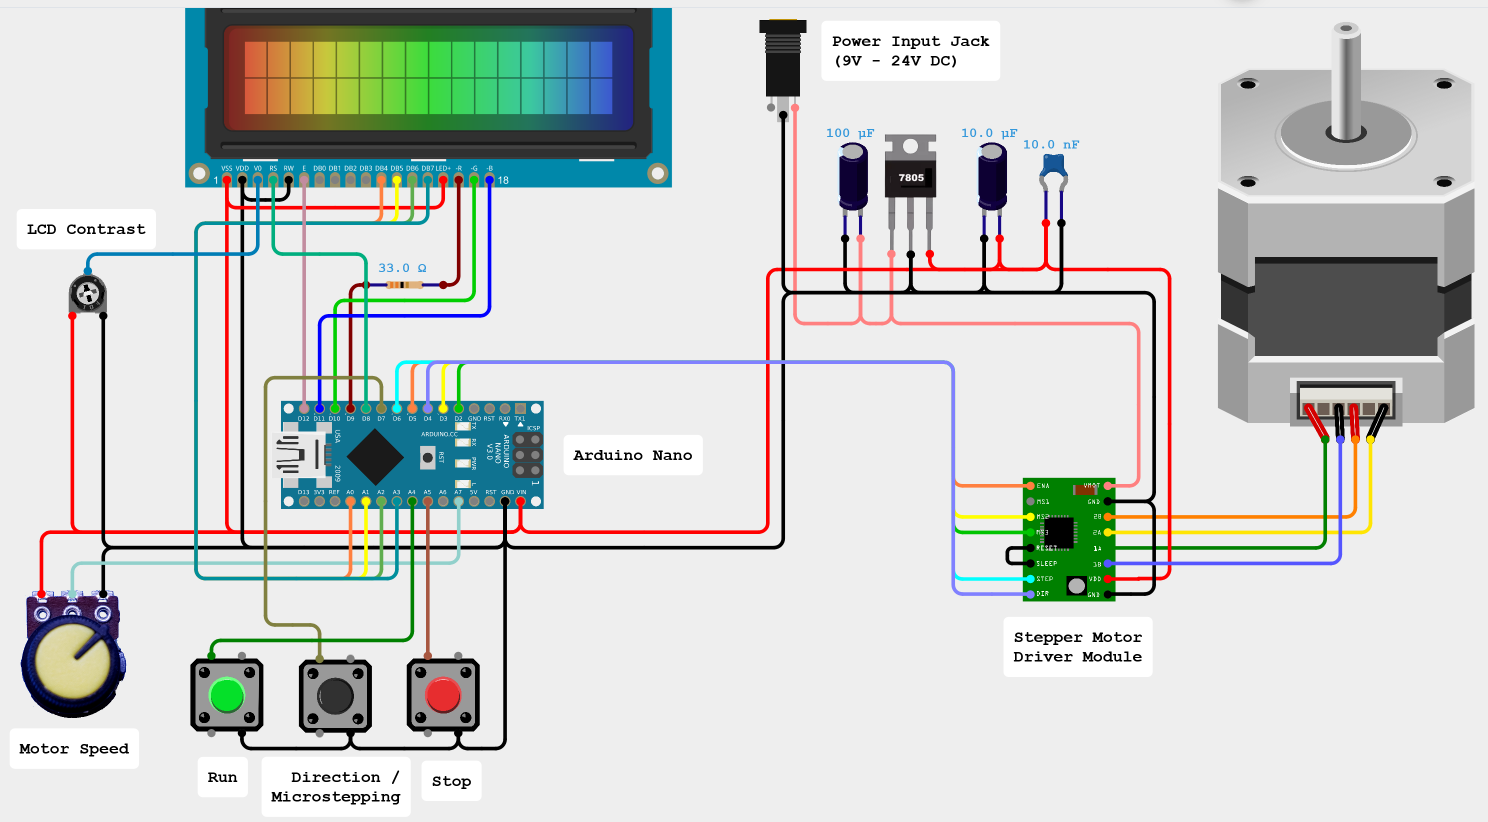 Power Input Jack
(9V - 24V DC)
100 µF
7805
10.0 µF
10.0 nF
VSS VDD V0 RS RW E DB0 DB1 DB2 DB3 DB4 DB5 DB6 DB7 LED+ -R -G -B
1
18
LCD Contrast
33.0 Ω
D12 D11 D10 D9 D8 D7 D6 D5 D4 D3 D2 GND RST RX0 TX1
USA
2009
ARDUINO.CC
RST
TX
RX
PWR
L
ARDUINO
NANO
V3.0
ICSP
1
D13 3V3 REF A0 A1 A2 A3 A4 A5 A6 A7 5V RST GND VIN
Arduino Nano
ENA
MS1
MS2
MS3
RESET
SLEEP
STEP
DIR
VMOT
GND
2B
2A
1A
1B
VDD
GND
Stepper Motor
Driver Module
Motor Speed
Run
Direction /
Microstepping
Stop